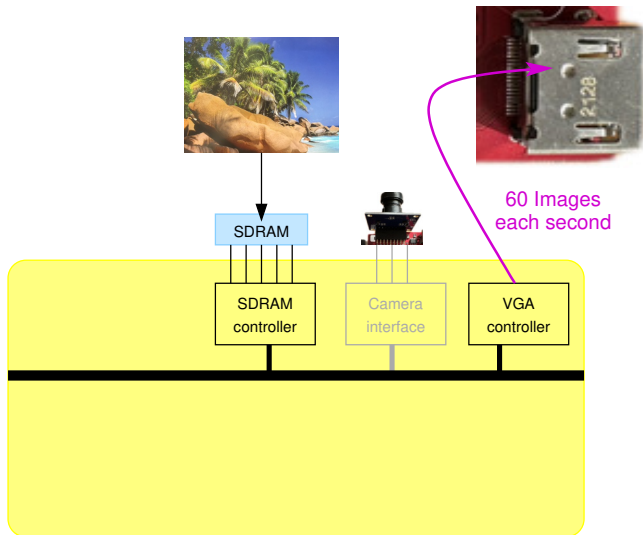 2128
60 Images
each second
SDRAM
SDRAM
controller
Camera
interface
VGA
controller